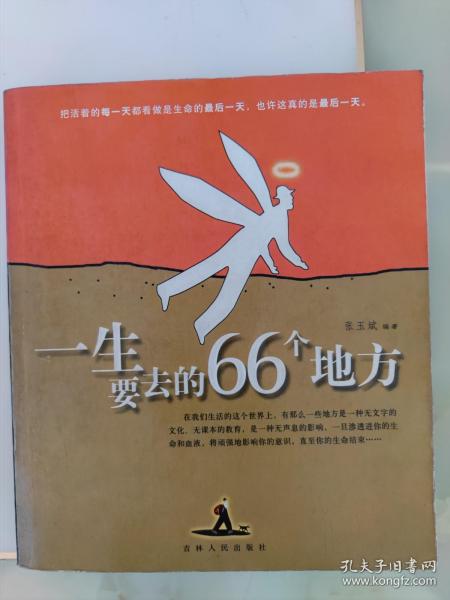 把活着的每一天都看做是生命的最后一天，也许这真的是最后一天。
张玉斌 编著
一生要去的66个地方
在我们生活的这个世界上，有那么一些地方是一种无文字的
文化、无课本的教育，是一种无声息的影响，一旦渗透进你的生
命和血液，将顽强地影响你的意识，直至你的生命结束……
吉林人民出版社
孔夫子旧书网
www.kongfz.com